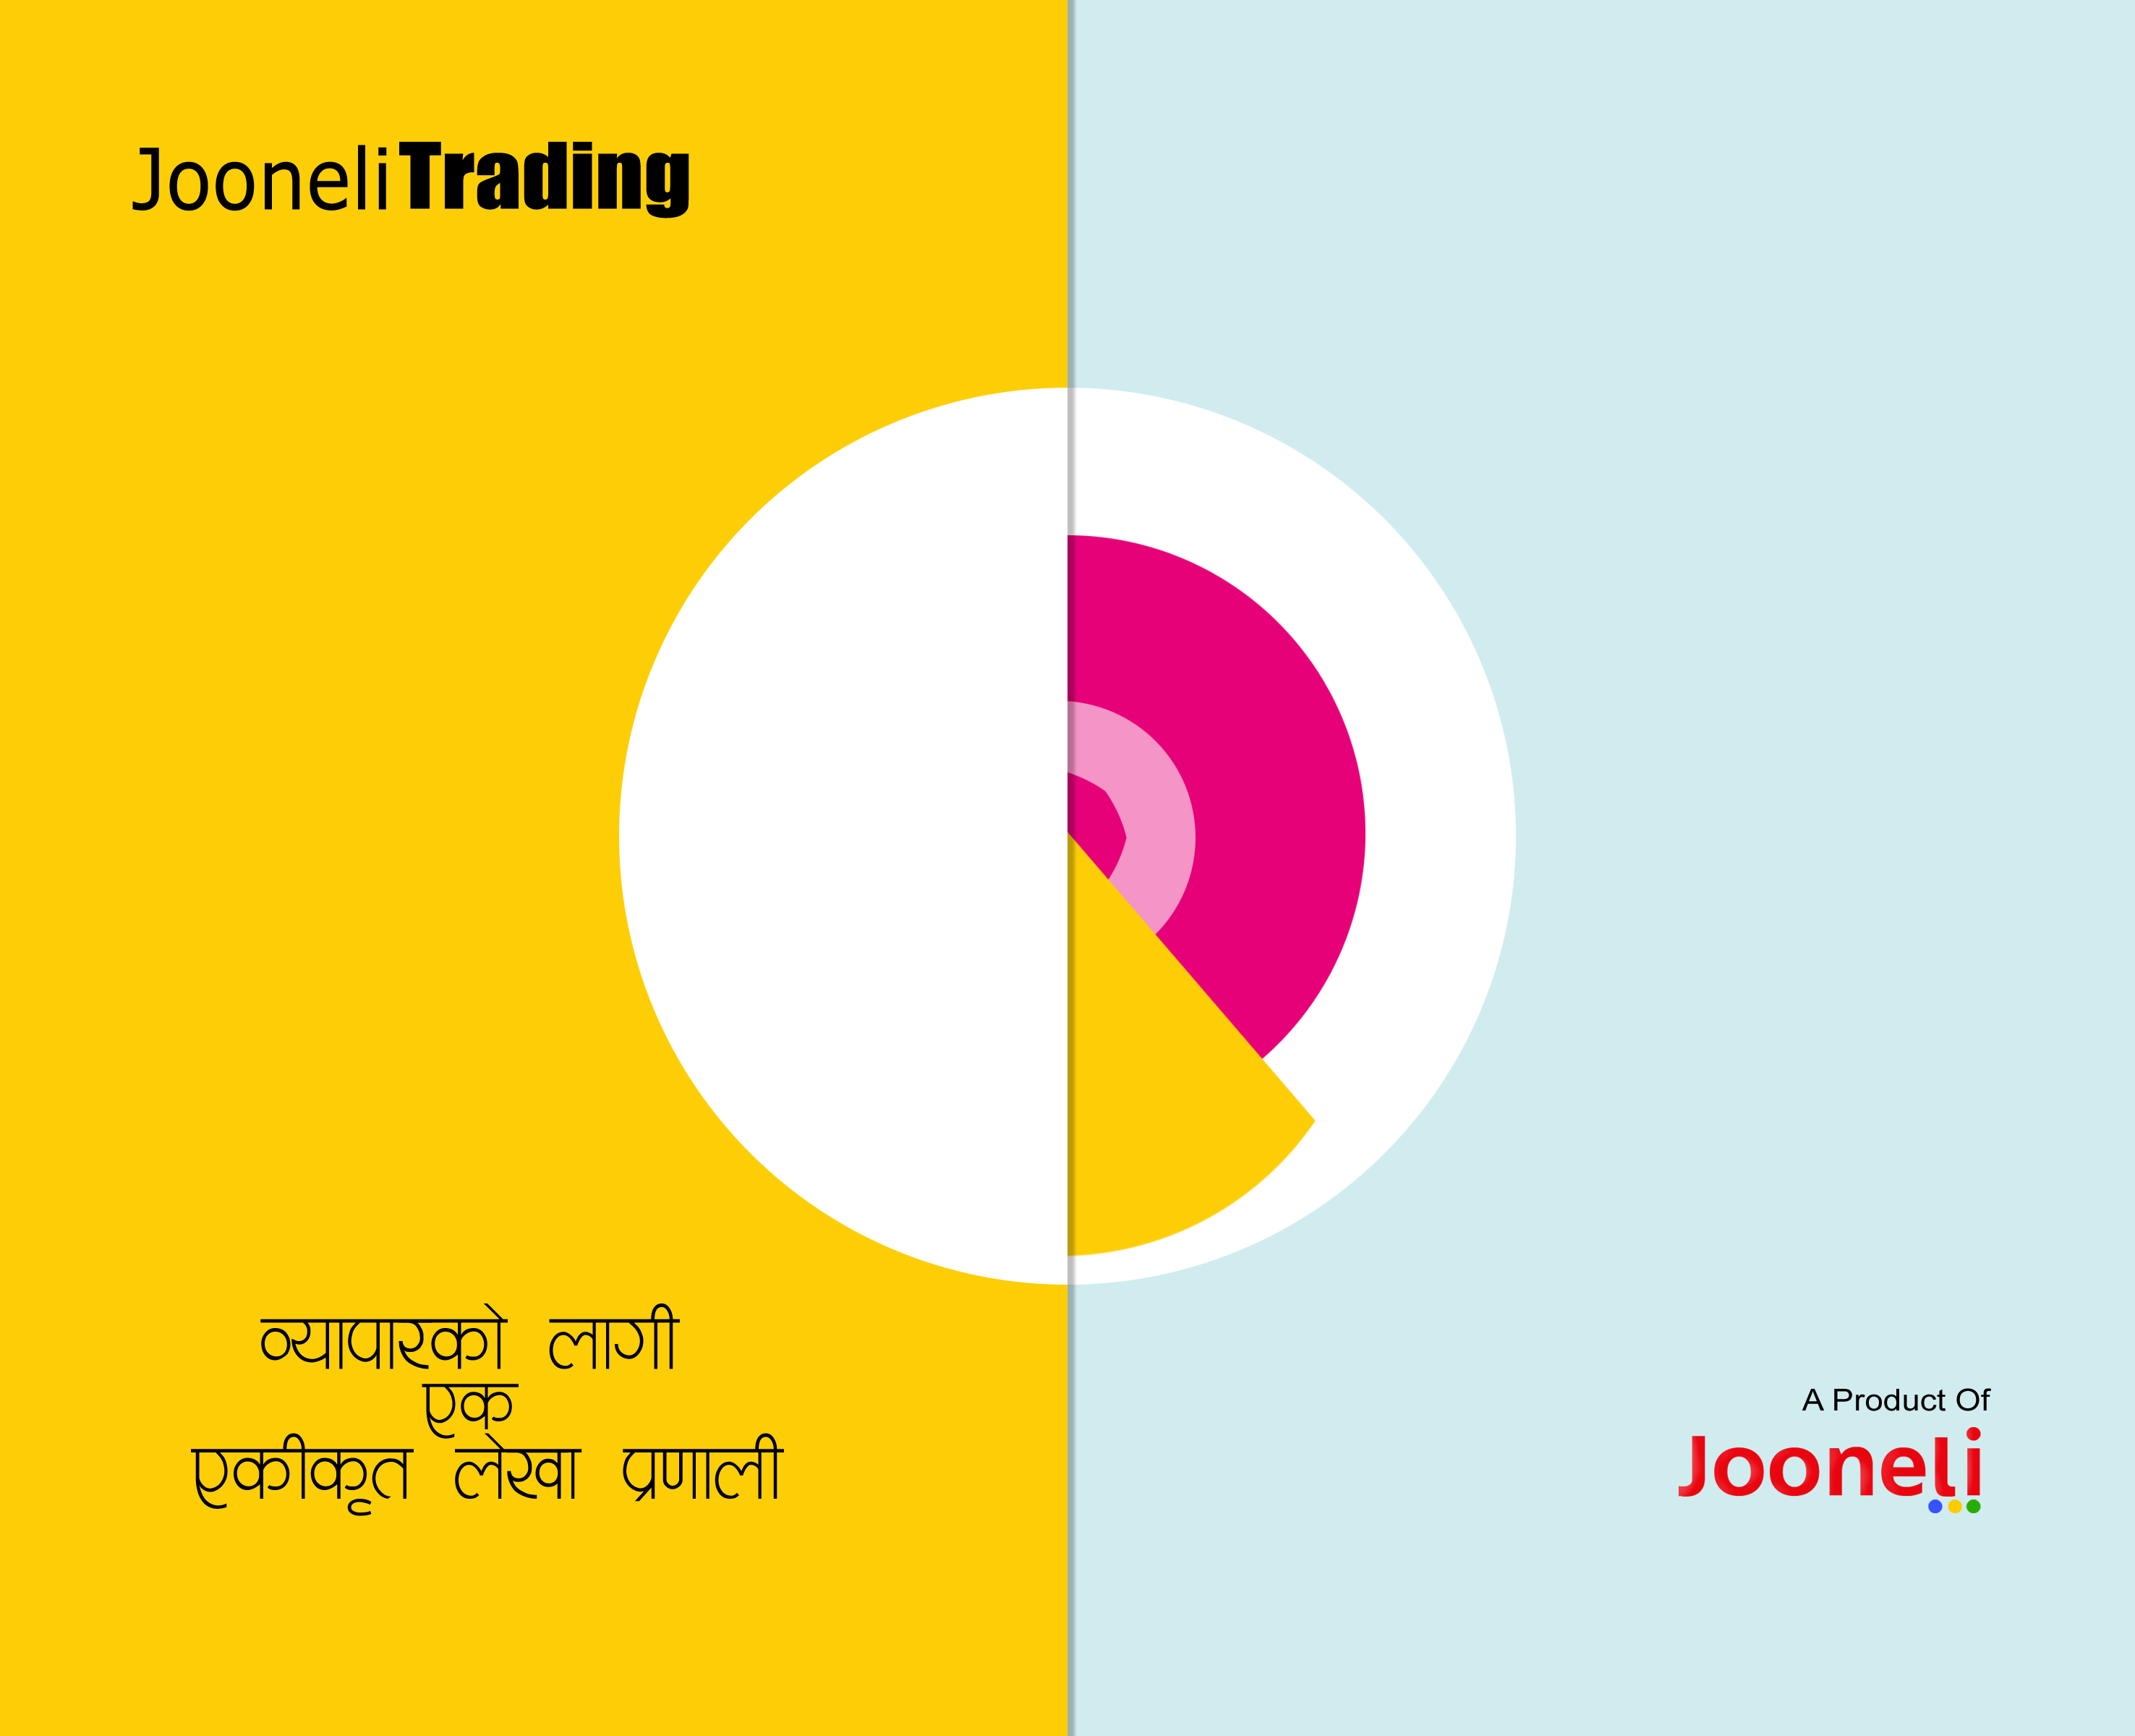 Jooneli Trading
व्यापारको लागी
एक
एकीकृत लेखा प्रणाली
A Product Of
Jooneli